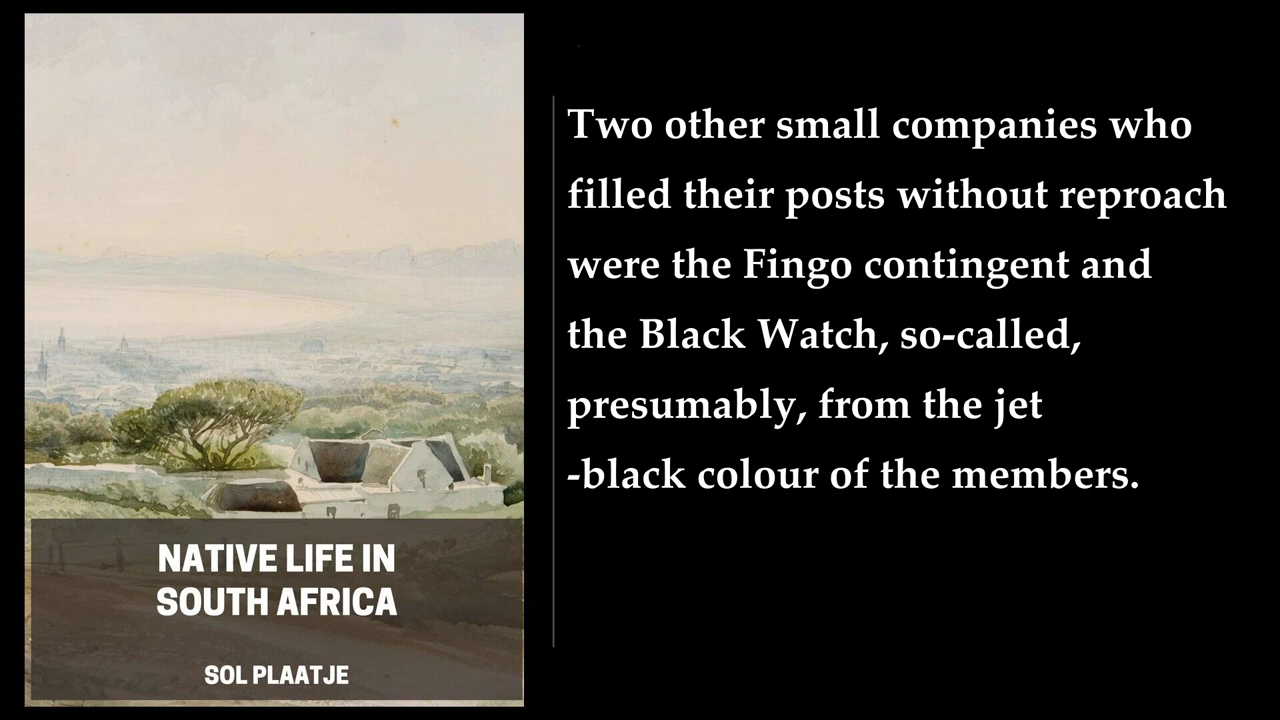 NATIVE LIFE IN
SOUTH AFRICA
SOL PLAATJE
Two other small companies who
filled their posts without reproach
were the Fingo contingent and
the Black Watch, so-called,
presumably, from the jet
-black colour of the members.